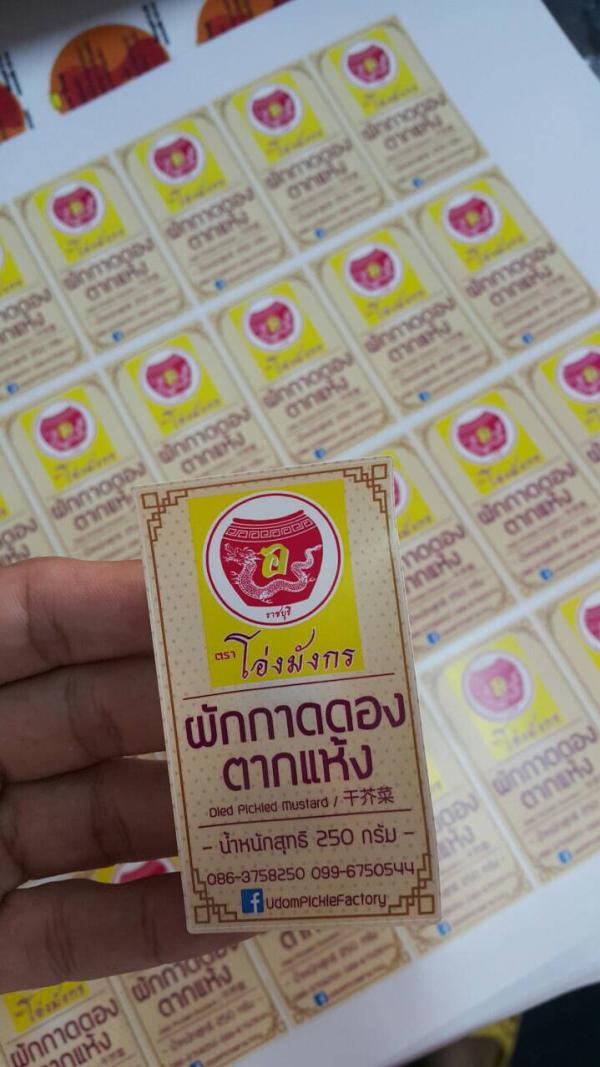 อ
ราชบุรี
ตรา โอ่งมังกร
ผักกาดดอง
ตากแห้ง
Died Pickled Mustard / 干芥菜
- น้ำหนักสุทธิ 250 กรัม -
086-3758250 099-6750544
f UdomPickleFactory